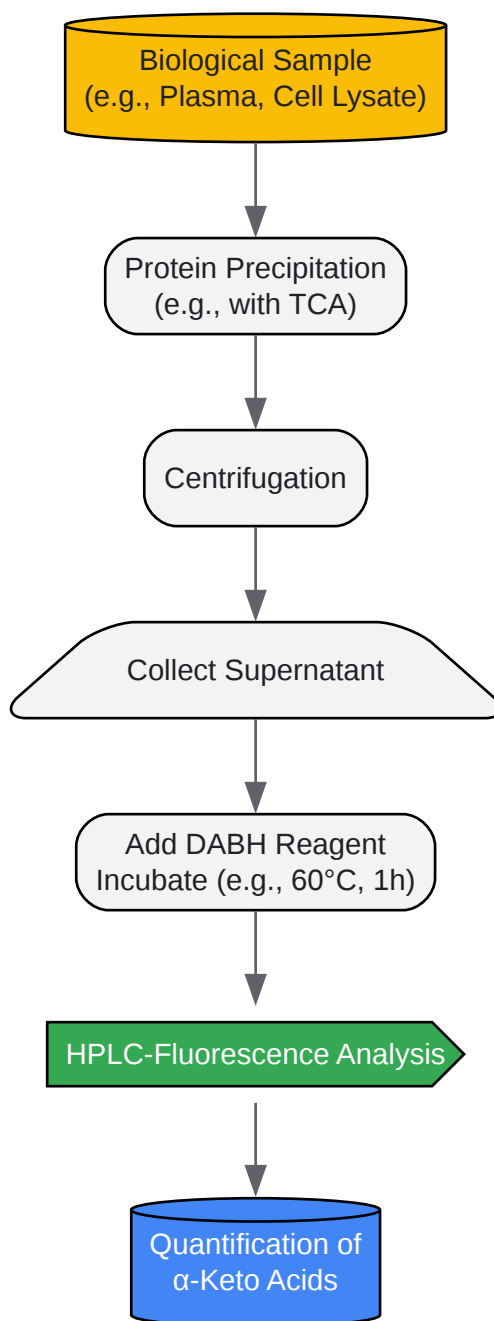 Biological Sample
(e.g., Plasma, Cell Lysate)
Protein Precipitation
(e.g., with TCA)
Centrifugation
Collect Supernatant
Add DABH Reagent
Incubate (e.g., 60°C, 1h)
HPLC-Fluorescence Analysis
Quantification of
α-Keto Acids